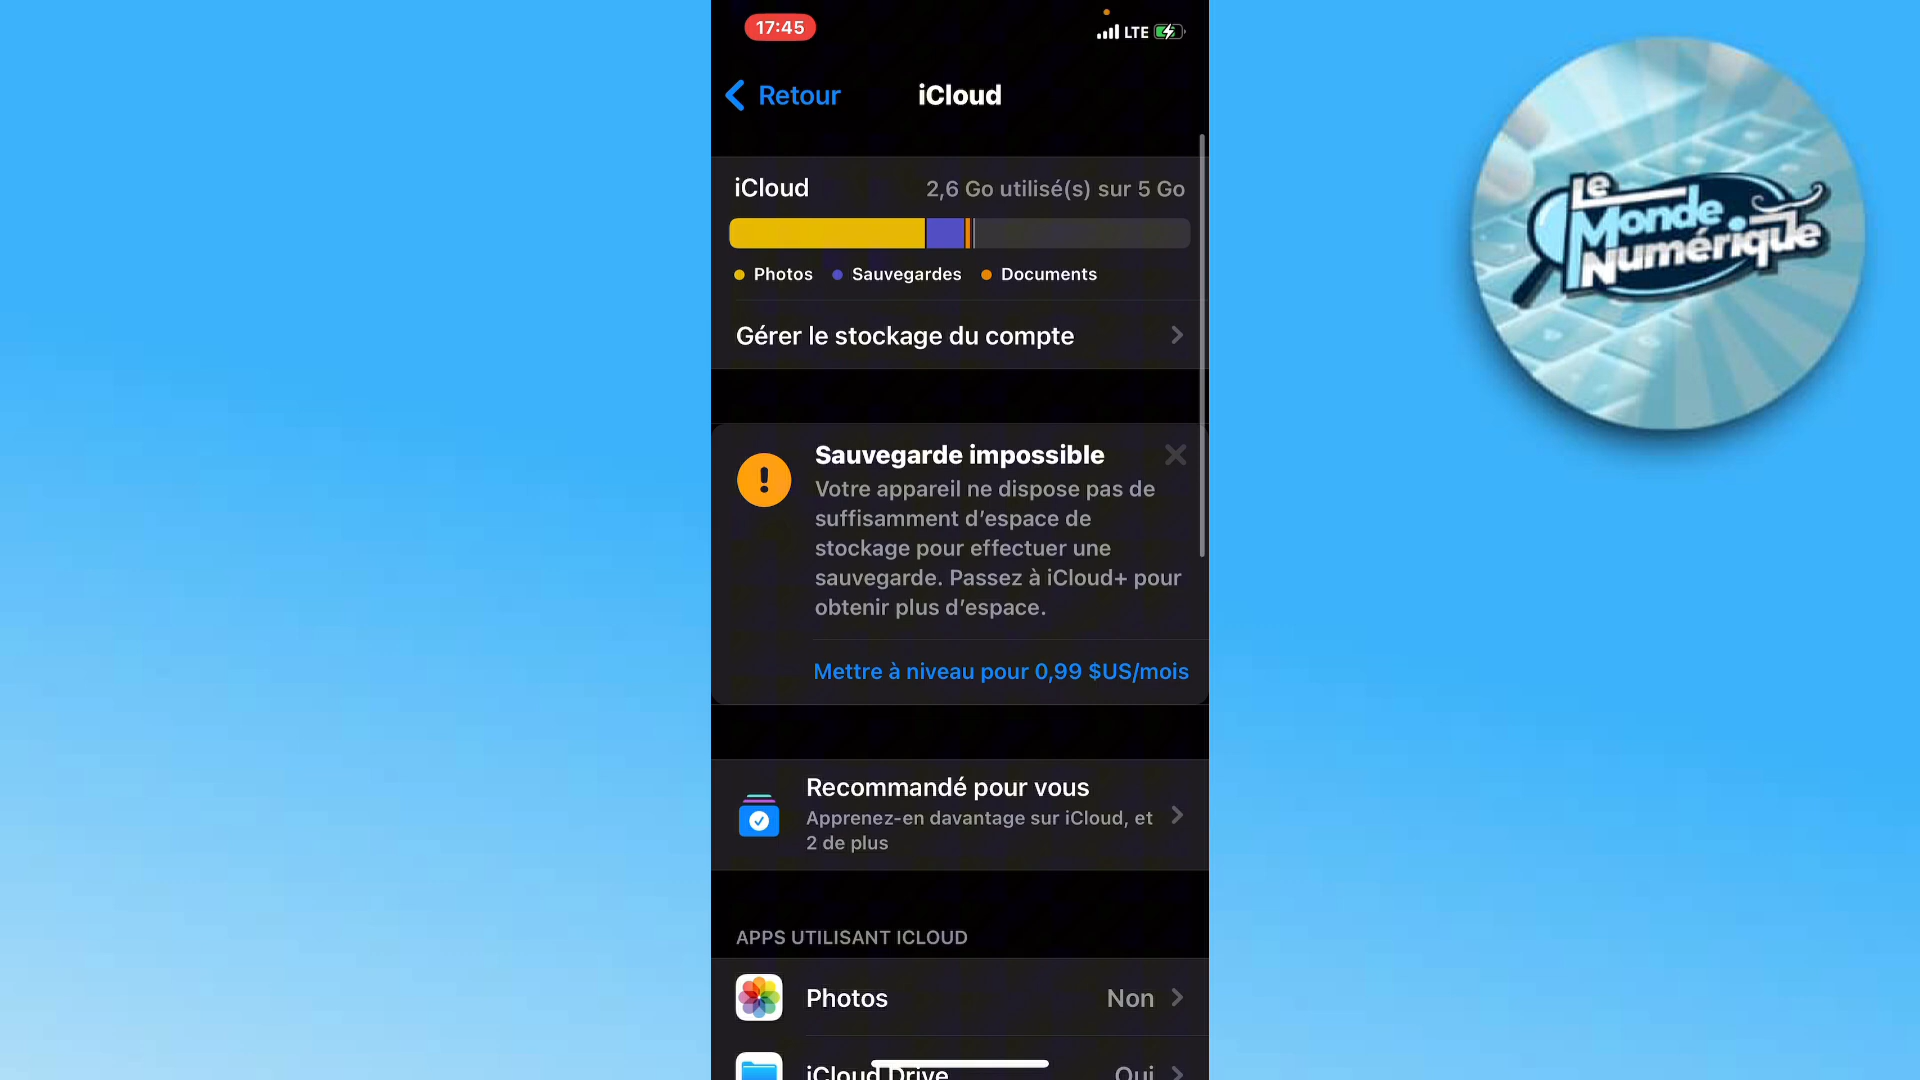 17:45
LTE
Retour
iCloud
iCloud
2,6 Go utilisé(s) sur 5 Go
Photos
Sauvegardes
Documents
Gérer le stockage du compte
Sauvegarde impossible
Votre appareil ne dispose pas de
suffisamment d’espace de
stockage pour effectuer une
sauvegarde. Passez à iCloud+ pour
obtenir plus d’espace.
Mettre à niveau pour 0,99 $US/mois
Recommandé pour vous
Apprenez-en davantage sur iCloud, et
2 de plus
APPS UTILISANT ICLOUD
Photos
Non
iCloud Drive
Oui
Le
Monde
Numérique